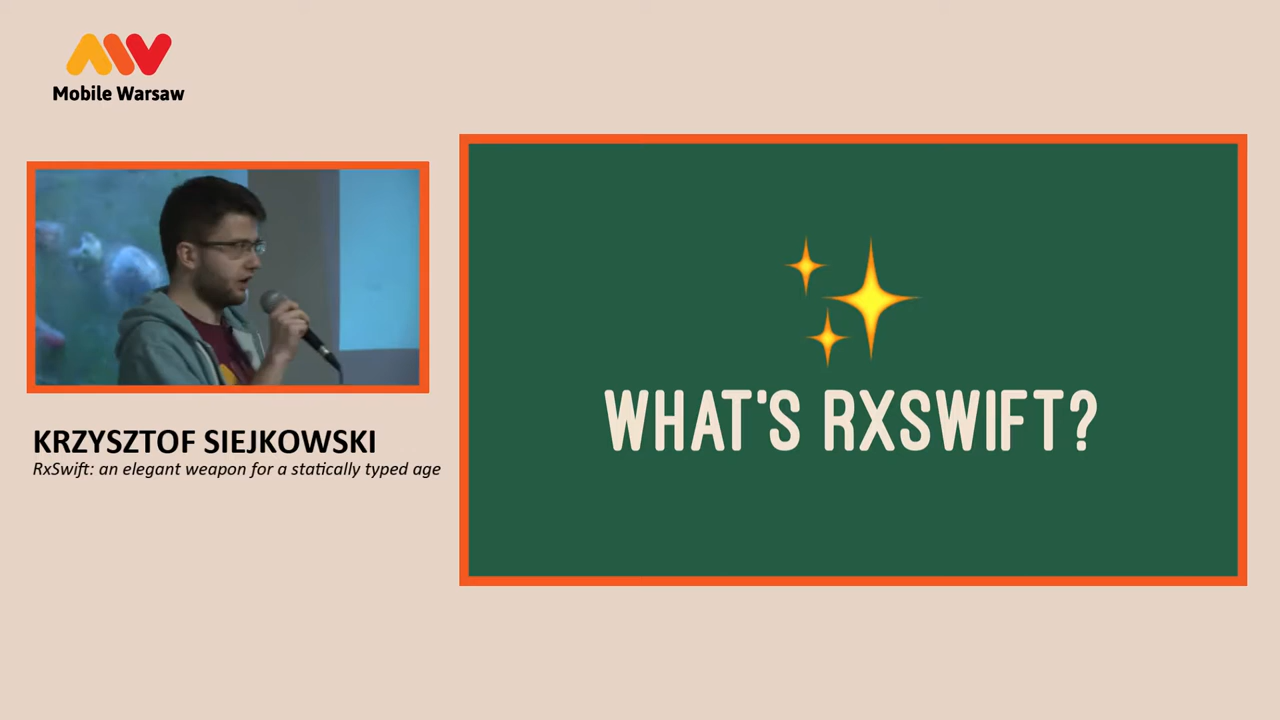 Mobile Warsaw
KRZYSZTOF SIEJKOWSKI
RxSwift: an elegant weapon for a statically typed age
WHAT'S RXSWIFT?